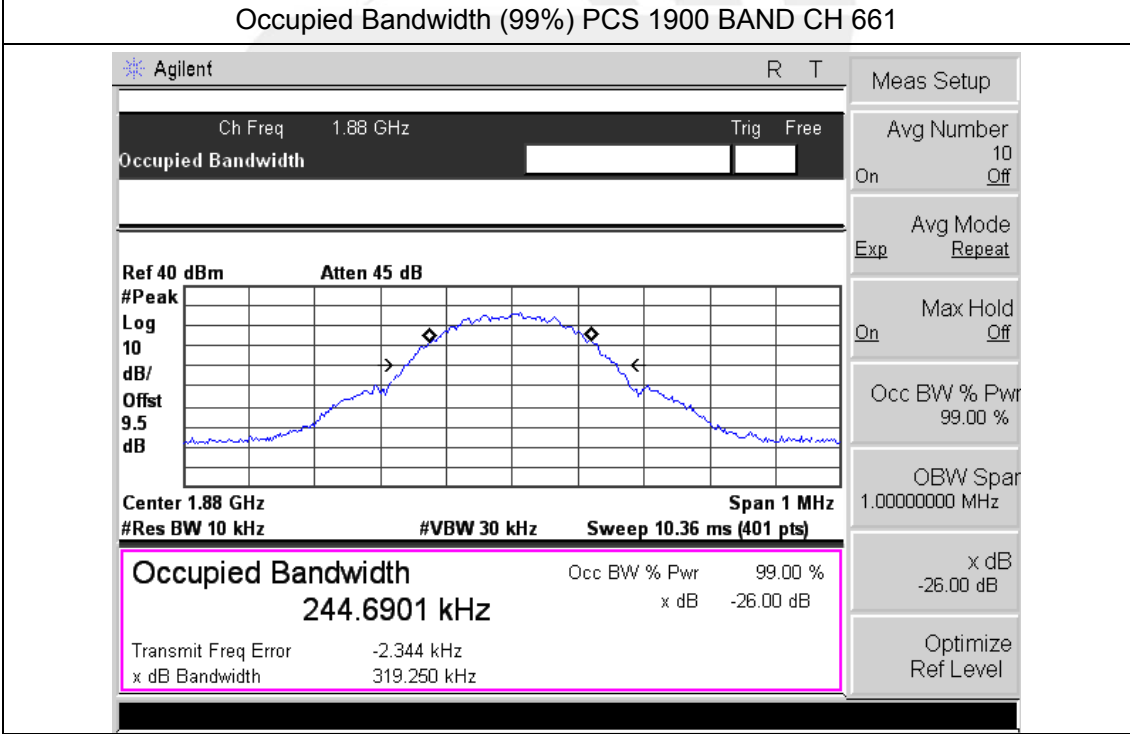 Occupied Bandwidth (99%) PCS 1900 BAND CH 661
Agilent R T
Ch Freq 1.88 GHz Trig Free
Occupied Bandwidth
Ref 40 dBm Atten 45 dB
#Peak
Log
10
dB/
Offst
9.5
dB
Center 1.88 GHz Span 1 MHz
#Res BW 10 kHz #VBW 30 kHz Sweep 10.36 ms (401 pts)
Occupied Bandwidth
244.6901 kHz
Occ BW % Pwr 99.00 %
x dB -26.00 dB
Transmit Freq Error -2.344 kHz
x dB Bandwidth 319.250 kHz
Meas Setup
Avg Number
10
On Off
Avg Mode
Exp Repeat
Max Hold
On Off
Occ BW % Pwr
99.00 %
OBW Span
1.00000000 MHz
x dB
-26.00 dB
Optimize
Ref Level